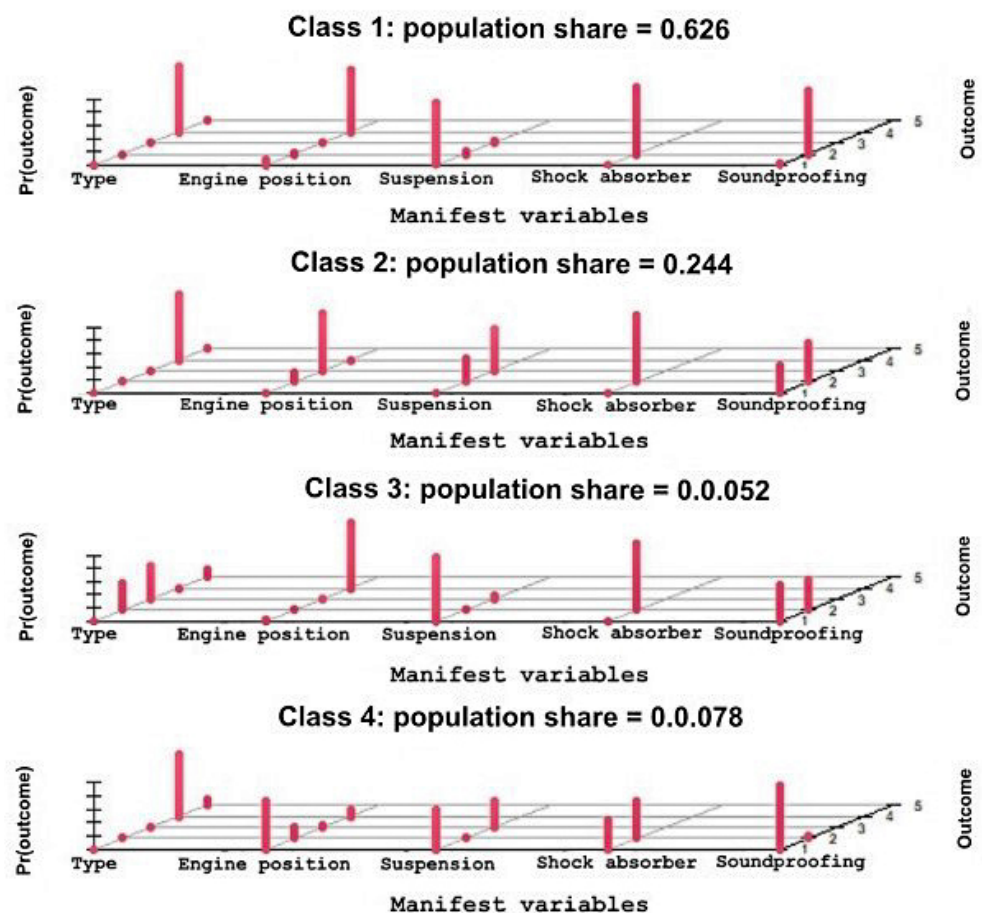 Class 1: population share = 0.626
Pr(outcome)
Outcome
5
4
3
2
1
Type Engine position Suspension Shock absorber Soundproofing
Manifest variables
Class 2: population share = 0.244
Pr(outcome)
Outcome
5
4
3
2
1
Type Engine position Suspension Shock absorber Soundproofing
Manifest variables
Class 3: population share = 0.0.052
Pr(outcome)
Outcome
5
4
3
2
1
Type Engine position Suspension Shock absorber Soundproofing
Manifest variables
Class 4: population share = 0.0.078
Pr(outcome)
Outcome
5
4
3
2
1
Type Engine position Suspension Shock absorber Soundproofing
Manifest variables